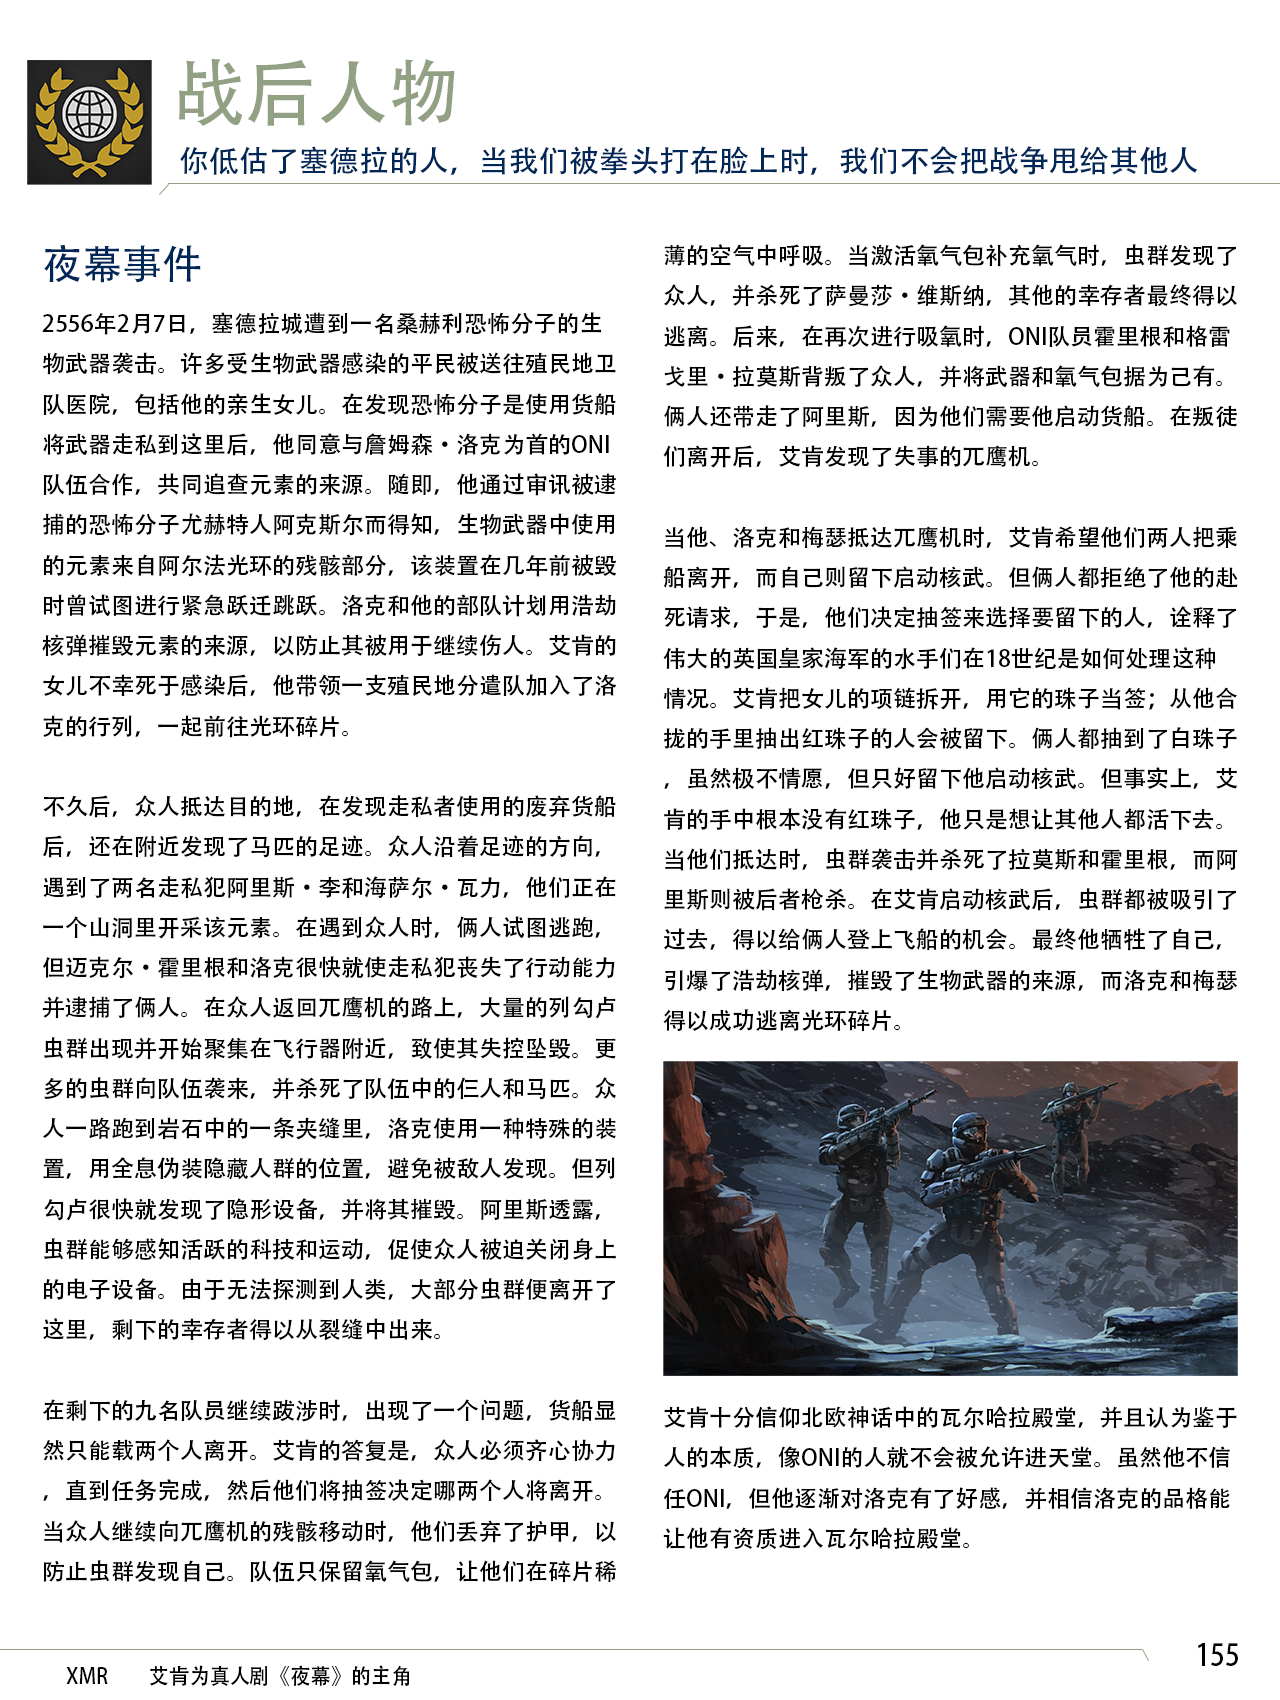 战后人物
你低估了塞德拉的人，当我们被拳头打在脸上时，我们不会把战争甩给其他人
夜幕事件
2556年2月7日，塞德拉城遭到一名桑赫利恐怖分子的生
物武器袭击。许多受生物武器感染的平民被送往殖民地卫
队医院，包括他的亲生女儿。在发现恐怖分子是使用货船
将武器走私到这里后，他同意与詹姆森·洛克为首的ONI
队伍合作，共同追查元素的来源。随即，他通过审讯被逮
捕的恐怖分子尤赫特人阿克斯尔而得知，生物武器中使用
的元素来自阿尔法光环的残骸部分，该装置在几年前被毁
时曾试图进行紧急跃迁跳跃。洛克和他的部队计划用浩劫
核弹摧毁元素的来源，以防止其被用于继续伤人。艾肯的
女儿不幸死于感染后，他带领一支殖民地分遣队加入了洛
克的行列，一起前往光环碎片。
不久后，众人抵达目的地，在发现走私者使用的废弃货船
后，还在附近发现了马匹的足迹。众人沿着足迹的方向，
遇到了两名走私犯阿里斯·李和海萨尔·瓦力，他们正在
一个山洞里开采该元素。在遇到众人时，俩人试图逃跑，
但迈克尔·霍里根和洛克很快就使走私犯丧失了行动能力
并逮捕了俩人。在众人返回兀鹰机的路上，大量的列勾卢
虫群出现并开始聚集在飞行器附近，致使其失控坠毁。更
多的虫群向队伍袭来，并杀死了队伍中的仨人和马匹。众
人一路跑到岩石中的一条夹缝里，洛克使用一种特殊的装
置，用全息伪装隐藏人群的位置，避免被敌人发现。但列
勾卢很快就发现了隐形设备，并将其摧毁。阿里斯透露，
虫群能够感知活跃的科技和运动，促使众人被迫关闭身上
的电子设备。由于无法探测到人类，大部分虫群便离开了
这里，剩下的幸存者得以从裂缝中出来。
在剩下的九名队员继续跋涉时，出现了一个问题，货船显
然只能载两个人离开。艾肯的答复是，众人必须齐心协力
，直到任务完成，然后他们将抽签决定哪两个人将离开。
当众人继续向兀鹰机的残骸移动时，他们丢弃了护甲，以
防止虫群发现自己。队伍只保留氧气包，让他们在碎片稀
薄的空气中呼吸。当激活氧气包补充氧气时，虫群发现了
众人，并杀死了萨曼莎·维斯纳，其他的幸存者最终得以
逃离。后来，在再次进行吸氧时，ONI队员霍里根和格雷
戈里·拉莫斯背叛了众人，并将武器和氧气包据为己有。
俩人还带走了阿里斯，因为他们需要他启动货船。在叛徒
们离开后，艾肯发现了失事的兀鹰机。
当他、洛克和梅瑟抵达兀鹰机时，艾肯希望他们两人把乘
船离开，而自己则留下启动核武。但俩人都拒绝了他的赴
死请求，于是，他们决定抽签来选择要留下的人，诠释了
伟大的英国皇家海军的水手们在18世纪是如何处理这种
情况。艾肯把女儿的项链拆开，用它的珠子当签；从他合
拢的手里抽出红珠子的人会被留下。俩人都抽到了白珠子
，虽然极不情愿，但只好留下他启动核武。但事实上，艾
肯的手中根本没有红珠子，他只是想让其他人都活下去。
当他们抵达时，虫群袭击并杀死了拉莫斯和霍里根，而阿
里斯则被后者枪杀。在艾肯启动核武后，虫群都被吸引了
过去，得以给俩人登上飞船的机会。最终他牺牲了自己，
引爆了浩劫核弹，摧毁了生物武器的来源，而洛克和梅瑟
得以成功逃离光环碎片。
艾肯十分信仰北欧神话中的瓦尔哈拉殿堂，并且认为鉴于
人的本质，像ONI的人就不会被允许进天堂。虽然他不信
任ONI，但他逐渐对洛克有了好感，并相信洛克的品格能
让他有资质进入瓦尔哈拉殿堂。
155
XMR 艾肯为真人剧《夜幕》的主角